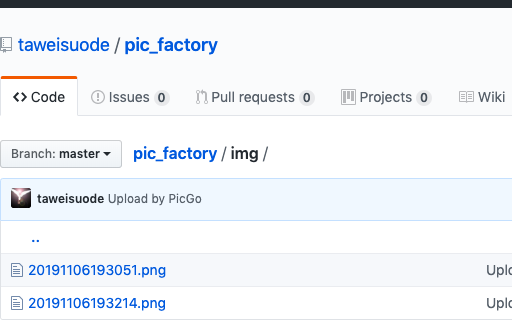 taweisuode / pic_factory
Code Issues 0 Pull requests 0 Projects 0 Wiki
Branch: master pic_factory / img /
taweisuode Upload by PicGo
..
20191106193051.png Uplo
20191106193214.png Uplo